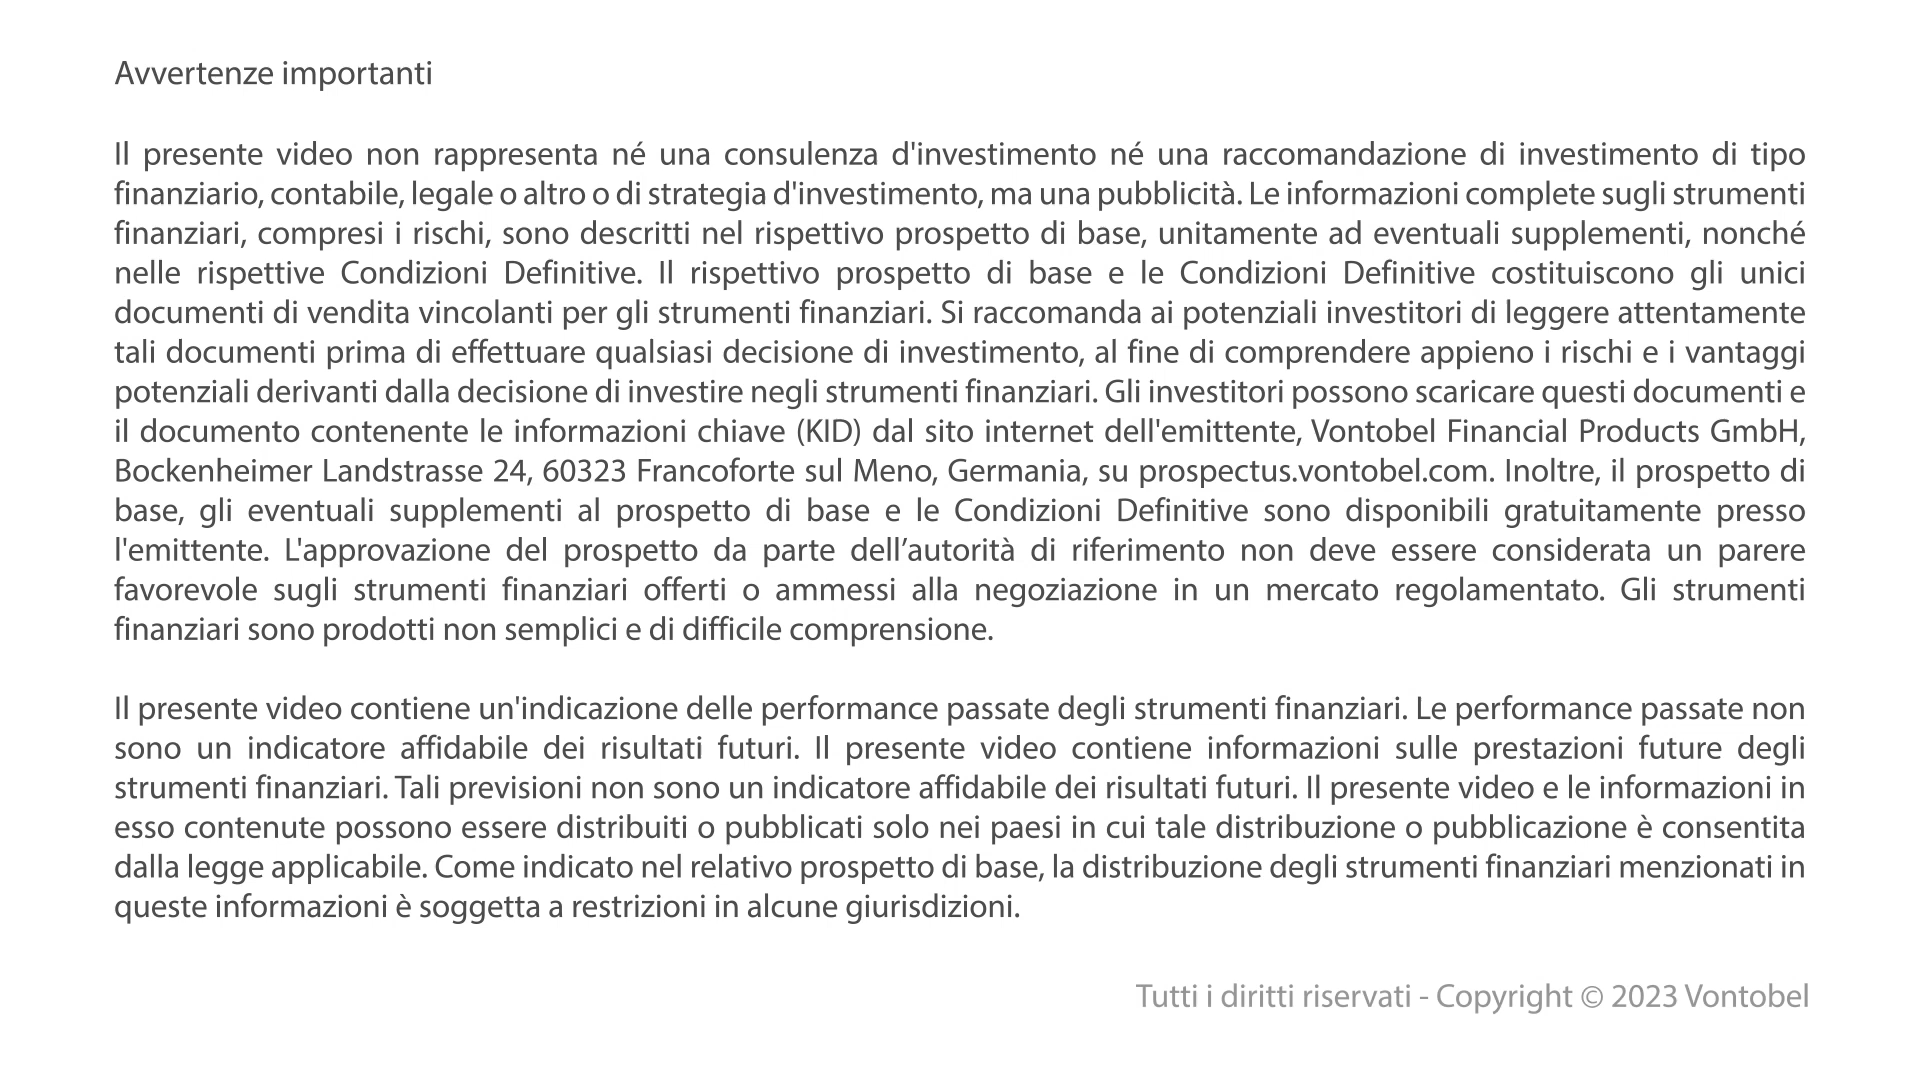 Avvertenze importanti
Il presente video non rappresenta né una consulenza d'investimento né una raccomandazione di investimento di tipo
finanziario, contabile, legale o altro o di strategia d'investimento, ma una pubblicità. Le informazioni complete sugli strumenti
finanziari, compresi i rischi, sono descritti nel rispettivo prospetto di base, unitamente ad eventuali supplementi, nonché
nelle rispettive Condizioni Definitive. Il rispettivo prospetto di base e le Condizioni Definitive costituiscono gli unici
documenti di vendita vincolanti per gli strumenti finanziari. Si raccomanda ai potenziali investitori di leggere attentamente
tali documenti prima di effettuare qualsiasi decisione di investimento, al fine di comprendere appieno i rischi e i vantaggi
potenziali derivanti dalla decisione di investire negli strumenti finanziari. Gli investitori possono scaricare questi documenti e
il documento contenente le informazioni chiave (KID) dal sito internet dell'emittente, Vontobel Financial Products GmbH,
Bockenheimer Landstrasse 24, 60323 Francoforte sul Meno, Germania, su prospectus.vontobel.com. Inoltre, il prospetto di
base, gli eventuali supplementi al prospetto di base e le Condizioni Definitive sono disponibili gratuitamente presso
l'emittente. L'approvazione del prospetto da parte dell’autorità di riferimento non deve essere considerata un parere
favorevole sugli strumenti finanziari offerti o ammessi alla negoziazione in un mercato regolamentato. Gli strumenti
finanziari sono prodotti non semplici e di difficile comprensione.
Il presente video contiene un'indicazione delle performance passate degli strumenti finanziari. Le performance passate non
sono un indicatore affidabile dei risultati futuri. Il presente video contiene informazioni sulle prestazioni future degli
strumenti finanziari. Tali previsioni non sono un indicatore affidabile dei risultati futuri. Il presente video e le informazioni in
esso contenute possono essere distribuiti o pubblicati solo nei paesi in cui tale distribuzione o pubblicazione è consentita
dalla legge applicabile. Come indicato nel relativo prospetto di base, la distribuzione degli strumenti finanziari menzionati in
queste informazioni è soggetta a restrizioni in alcune giurisdizioni.
Tutti i diritti riservati - Copyright © 2023 Vontobel